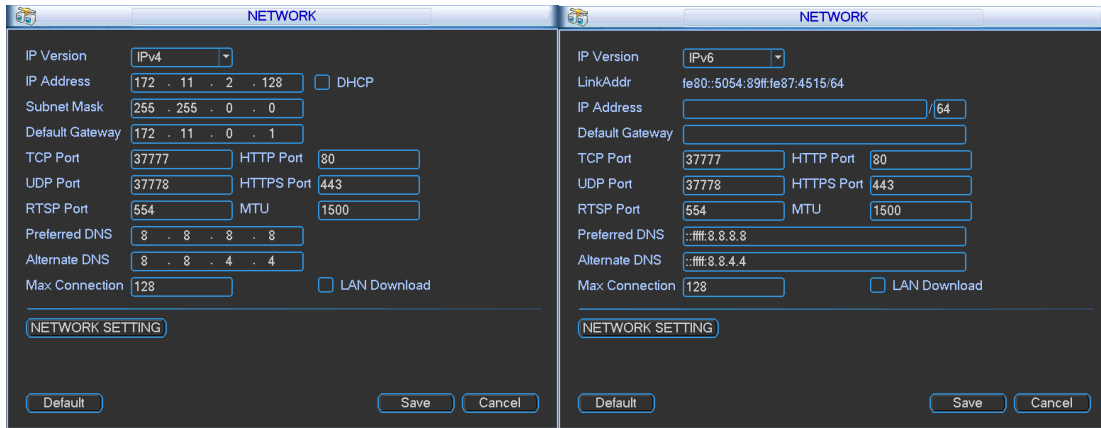 NETWORK
IP Version IPv4
IP Address 172 . 11 . 2 . 128 DHCP
Subnet Mask 255 . 255 . 0 . 0
Default Gateway 172 . 11 . 0 . 1
TCP Port 37777 HTTP Port 80
UDP Port 37778 HTTPS Port 443
RTSP Port 554 MTU 1500
Preferred DNS 8 . 8 . 8 . 8
Alternate DNS 8 . 8 . 4 . 4
Max Connection 128 LAN Download
NETWORK SETTING
Default Save Cancel
NETWORK
IP Version IPv6
LinkAddr fe80::5054:89ff:fe87:4515/64
IP Address / 64
Default Gateway
TCP Port 37777 HTTP Port 80
UDP Port 37778 HTTPS Port 443
RTSP Port 554 MTU 1500
Preferred DNS ::ffff:8.8.8.8
Alternate DNS ::ffff:8.8.4.4
Max Connection 128 LAN Download
NETWORK SETTING
Default Save Cancel